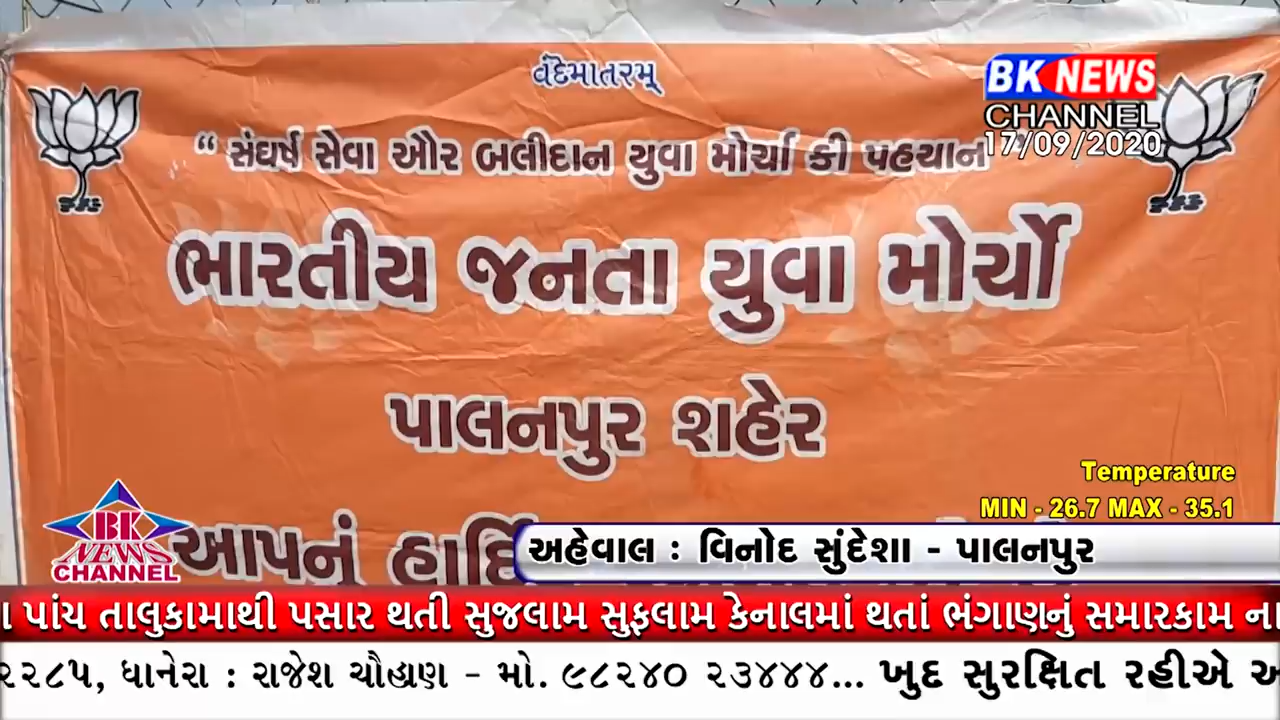 વંદેમાતરમ્
BK NEWS
CHANNEL
17/09/2020
“ સંઘર્ષ સેવા ઔર બલીદાન યુવા મોર્ચા કી પહચાન
ભારતીય જનતા યુવા મોર્ચો
પાલનપુર શહેર
Temperature
MIN - 26.7 MAX - 35.1
આપનું
અહેવાલ : વિનોદ સુંદેશા - પાલનપુર
BK
NEWS
CHANNEL
પાંચ તાલુકામાથી પસાર થતી સુજલામ સુફલામ કેનાલમાં થતાં ભંગાણનું સમારકામ ના
૨૨૮૫, ધાનેરા : રાજેશ ચૌહાણ - મો. ૯૮૨૪૦ ૨૩૪૪૪... ખુદ સુરક્ષિત રહીએ